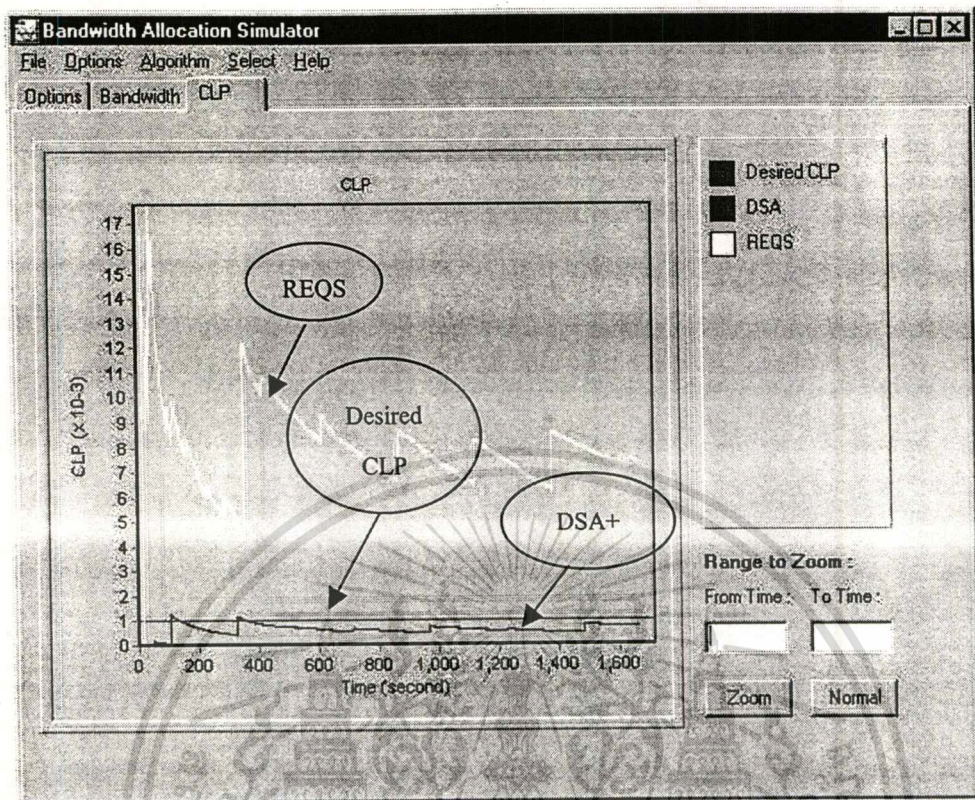 Bandwidth Allocation Simulator
File Options Algorithm Select Help
Options Bandwidth CLP
CLP
17
16
15
14
13
12
11
10
9
8
7
6
5
4
3
2
1
0
CLP (x 10-3)
0 200 400 600 800 1,000 1,200 1,400 1,600
Time (second)
REQS
Desired
CLP
DSA+
Desired CLP
DSA
REQS
Range to Zoom :
From Time : To Time :
Zoom Normal